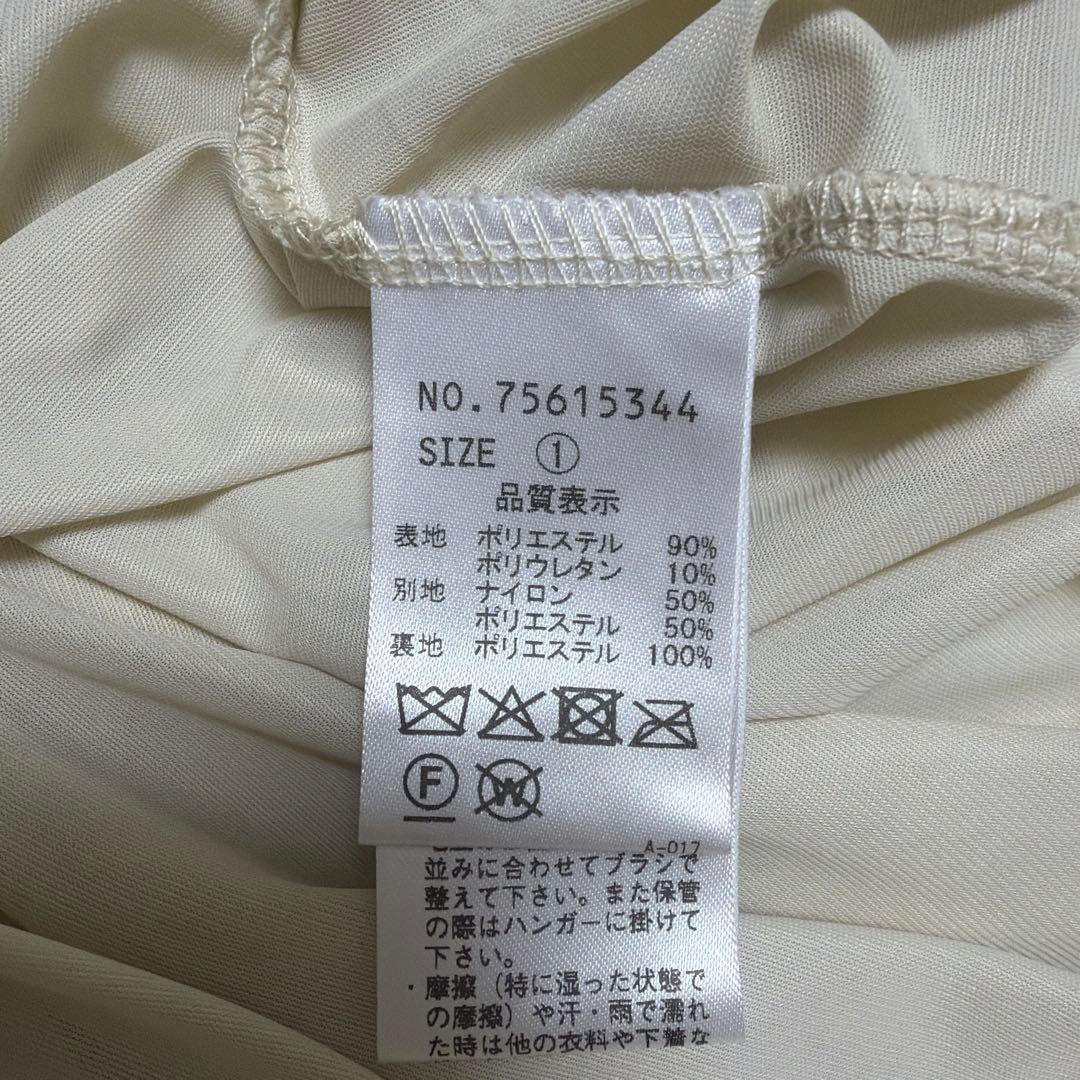 NO.75615344
SIZE ①
品質表示
表地 ポリエステル 90%
ポリウレタン 10%
別地 ナイロン 50%
ポリエステル 50%
裏地 ポリエステル 100%
F W
A-017
並みに合わせてブラシで
整えて下さい。また保管
の際はハンガーに掛けて
下さい。
・摩擦(特に湿った状態で
の摩擦)や汗・雨で濡れ
た時は他の衣料や下着な